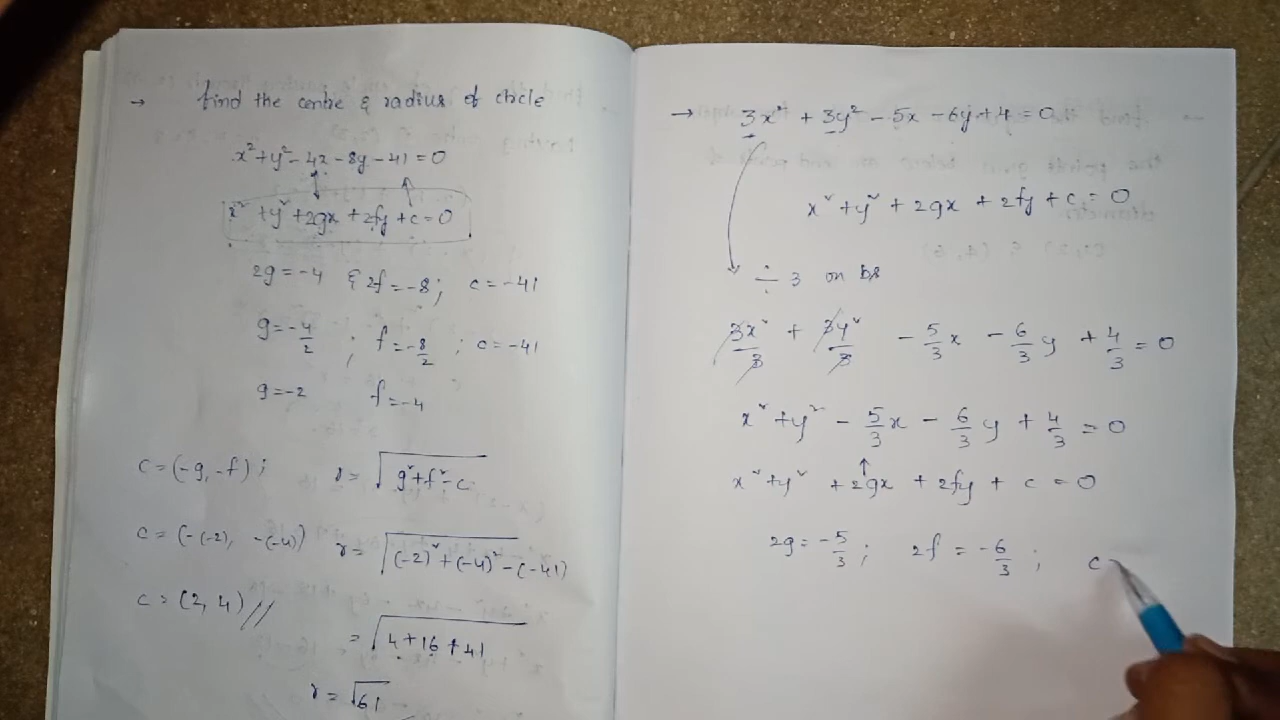 → find the centre & radius of circle
x² + y² - 4x - 8y - 41 = 0
x² + y² + 2gx + 2fy + c = 0
2g = -4 & 2f = -8; c = -41
g = -4/2 ; f = -8/2 ; c = -41
g = -2 f = -4
c = (-g, -f); r = √(g² + f² - c)
c = (-(-2), -(-4)) r = √((-2)² + (-4)² - (-41))
c = (2, 4) //
= √(4 + 16 + 41)
r = √61
→ 3x² + 3y² - 5x - 6y + 4 = 0
x² + y² + 2gx + 2fy + c = 0
÷ 3 on bs
3x²/3 + 3y²/3 - 5/3 x - 6/3 y + 4/3 = 0
x² + y² - 5/3 x - 6/3 y + 4/3 = 0
x² + y² + 2gx + 2fy + c = 0
2g = -5/3 ; 2f = -6/3 ; c =